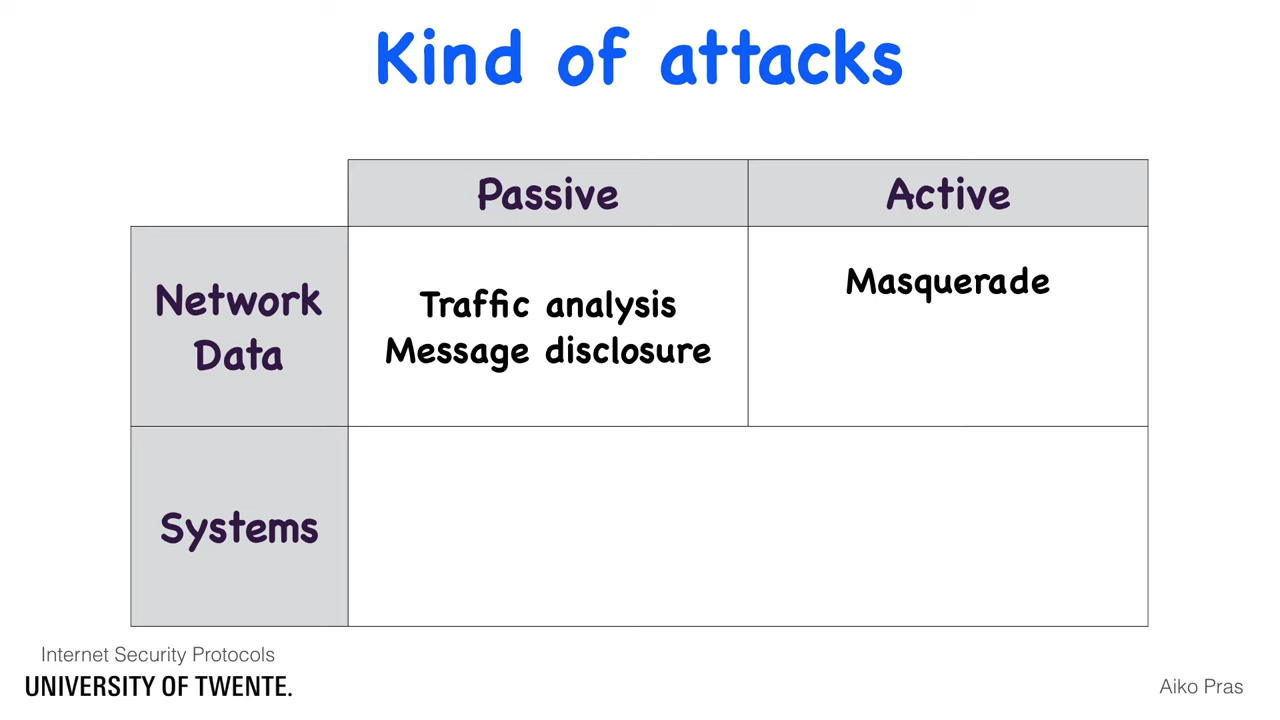 Kind of attacks
Passive
Active
Network
Data
Traffic analysis
Message disclosure
Masquerade
Systems
Internet Security Protocols
UNIVERSITY OF TWENTE.
Aiko Pras